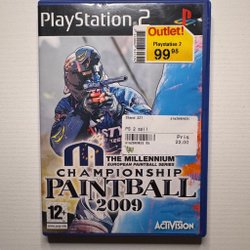 PlayStation 2
Outlet!
Playstation 2
99 95
PS 2 spil
Pris
THE MILLENNIUM
EUROPEAN PAINTBALL SERIES
CHAMPIONSHIP
PAINTBALL
2009
12+
ACTIVISION